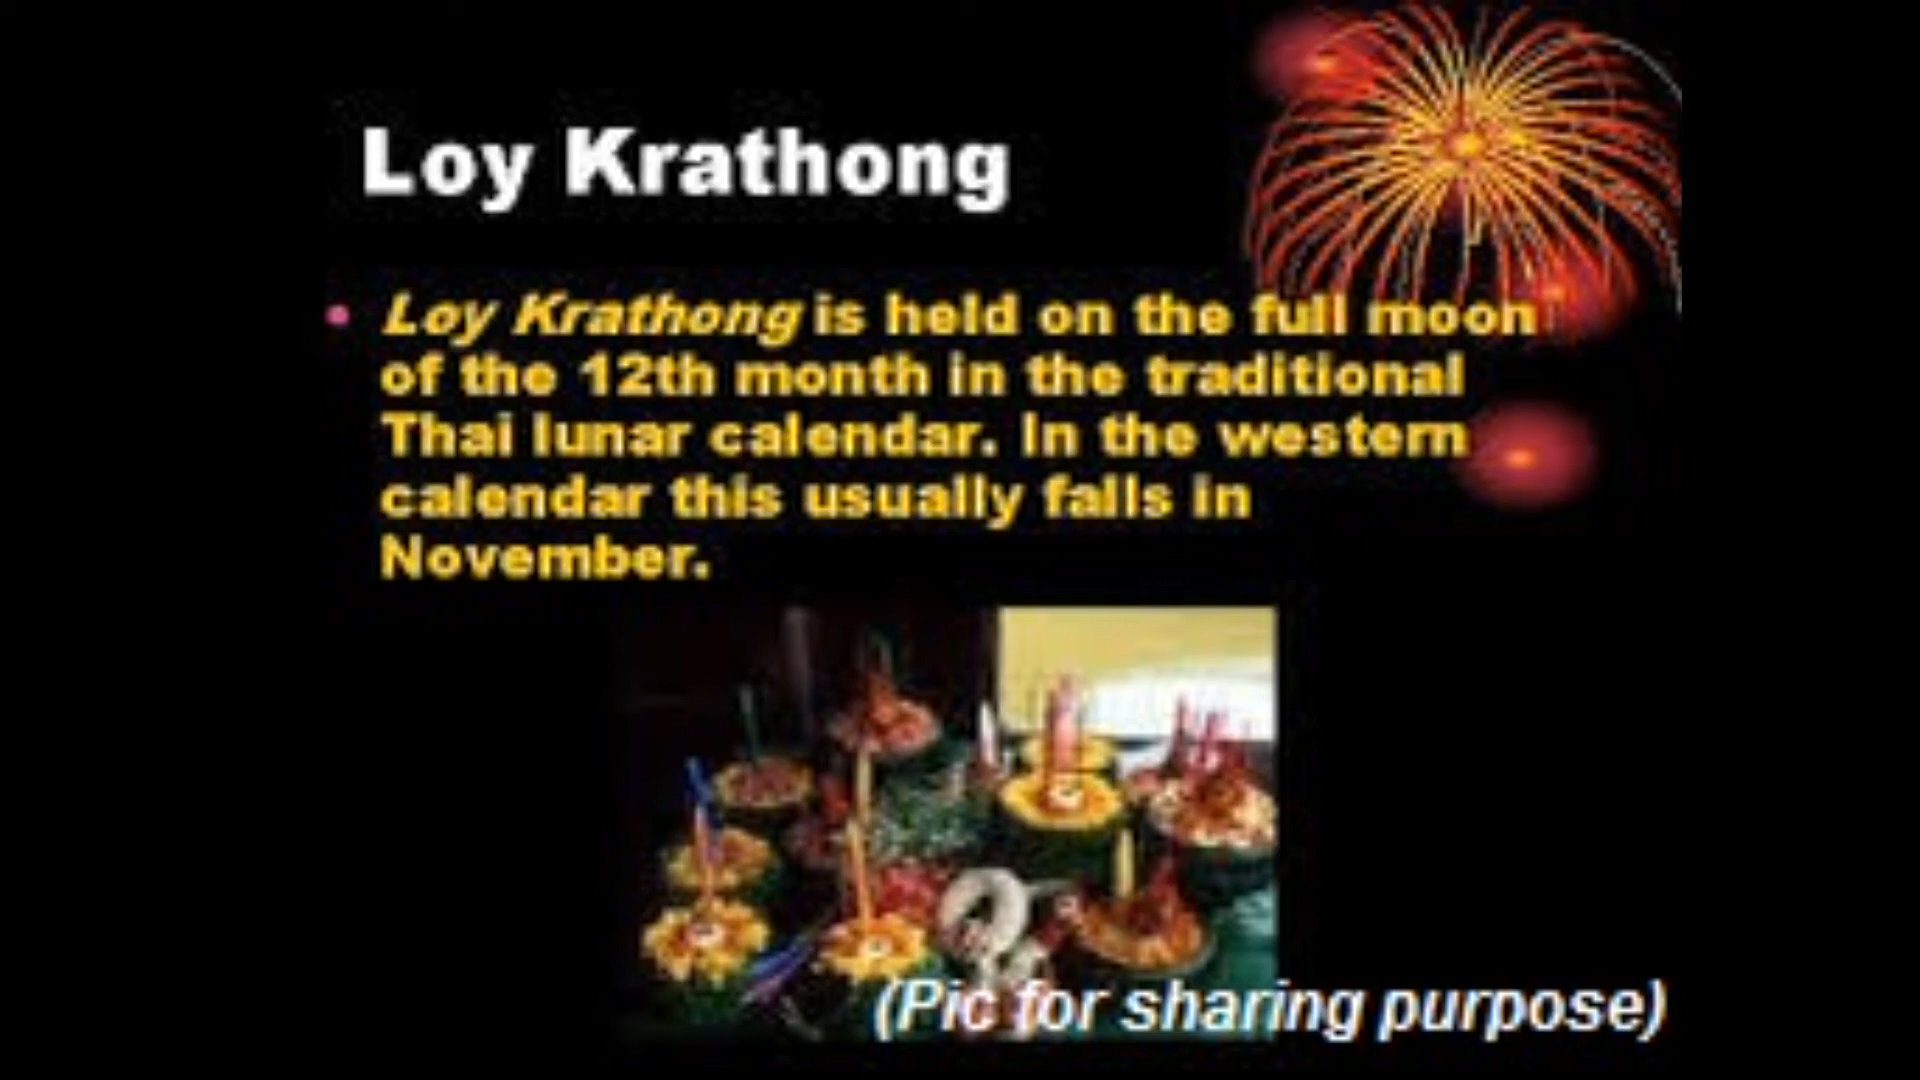 Loy Krathong
• Loy Krathong is held on the full moon
of the 12th month in the traditional
Thai lunar calendar. In the western
calendar this usually falls in
November.
(Pic for sharing purpose)